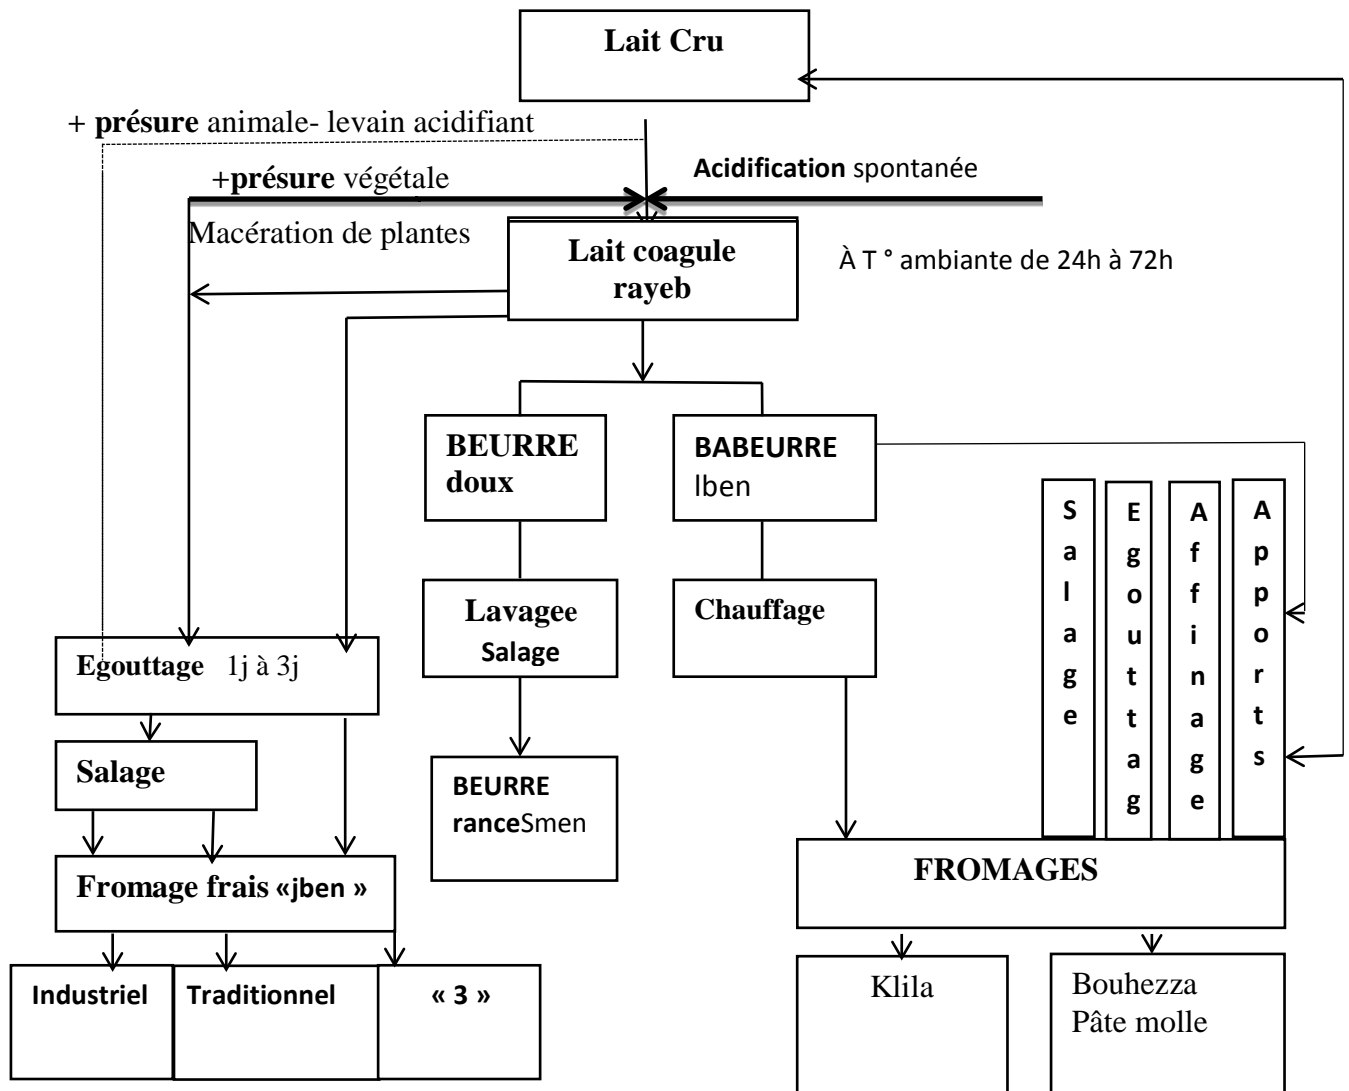 Lait Cru
+ présure animale- levain acidifiant
+présure végétale
Acidification spontanée
Macération de plantes
Lait coagule
rayeb
À T ° ambiante de 24h à 72h
BEURRE
doux
BABEURRE
lben
Salage
Egouttag
Affinage
Apports
Lavagee
Salage
Chauffage
Egouttage 1j à 3j
Salage
BEURRE
ranceSmen
Fromage frais «jben »
FROMAGES
Industriel
Traditionnel
« 3 »
Klila
Bouhezza
Pâte molle